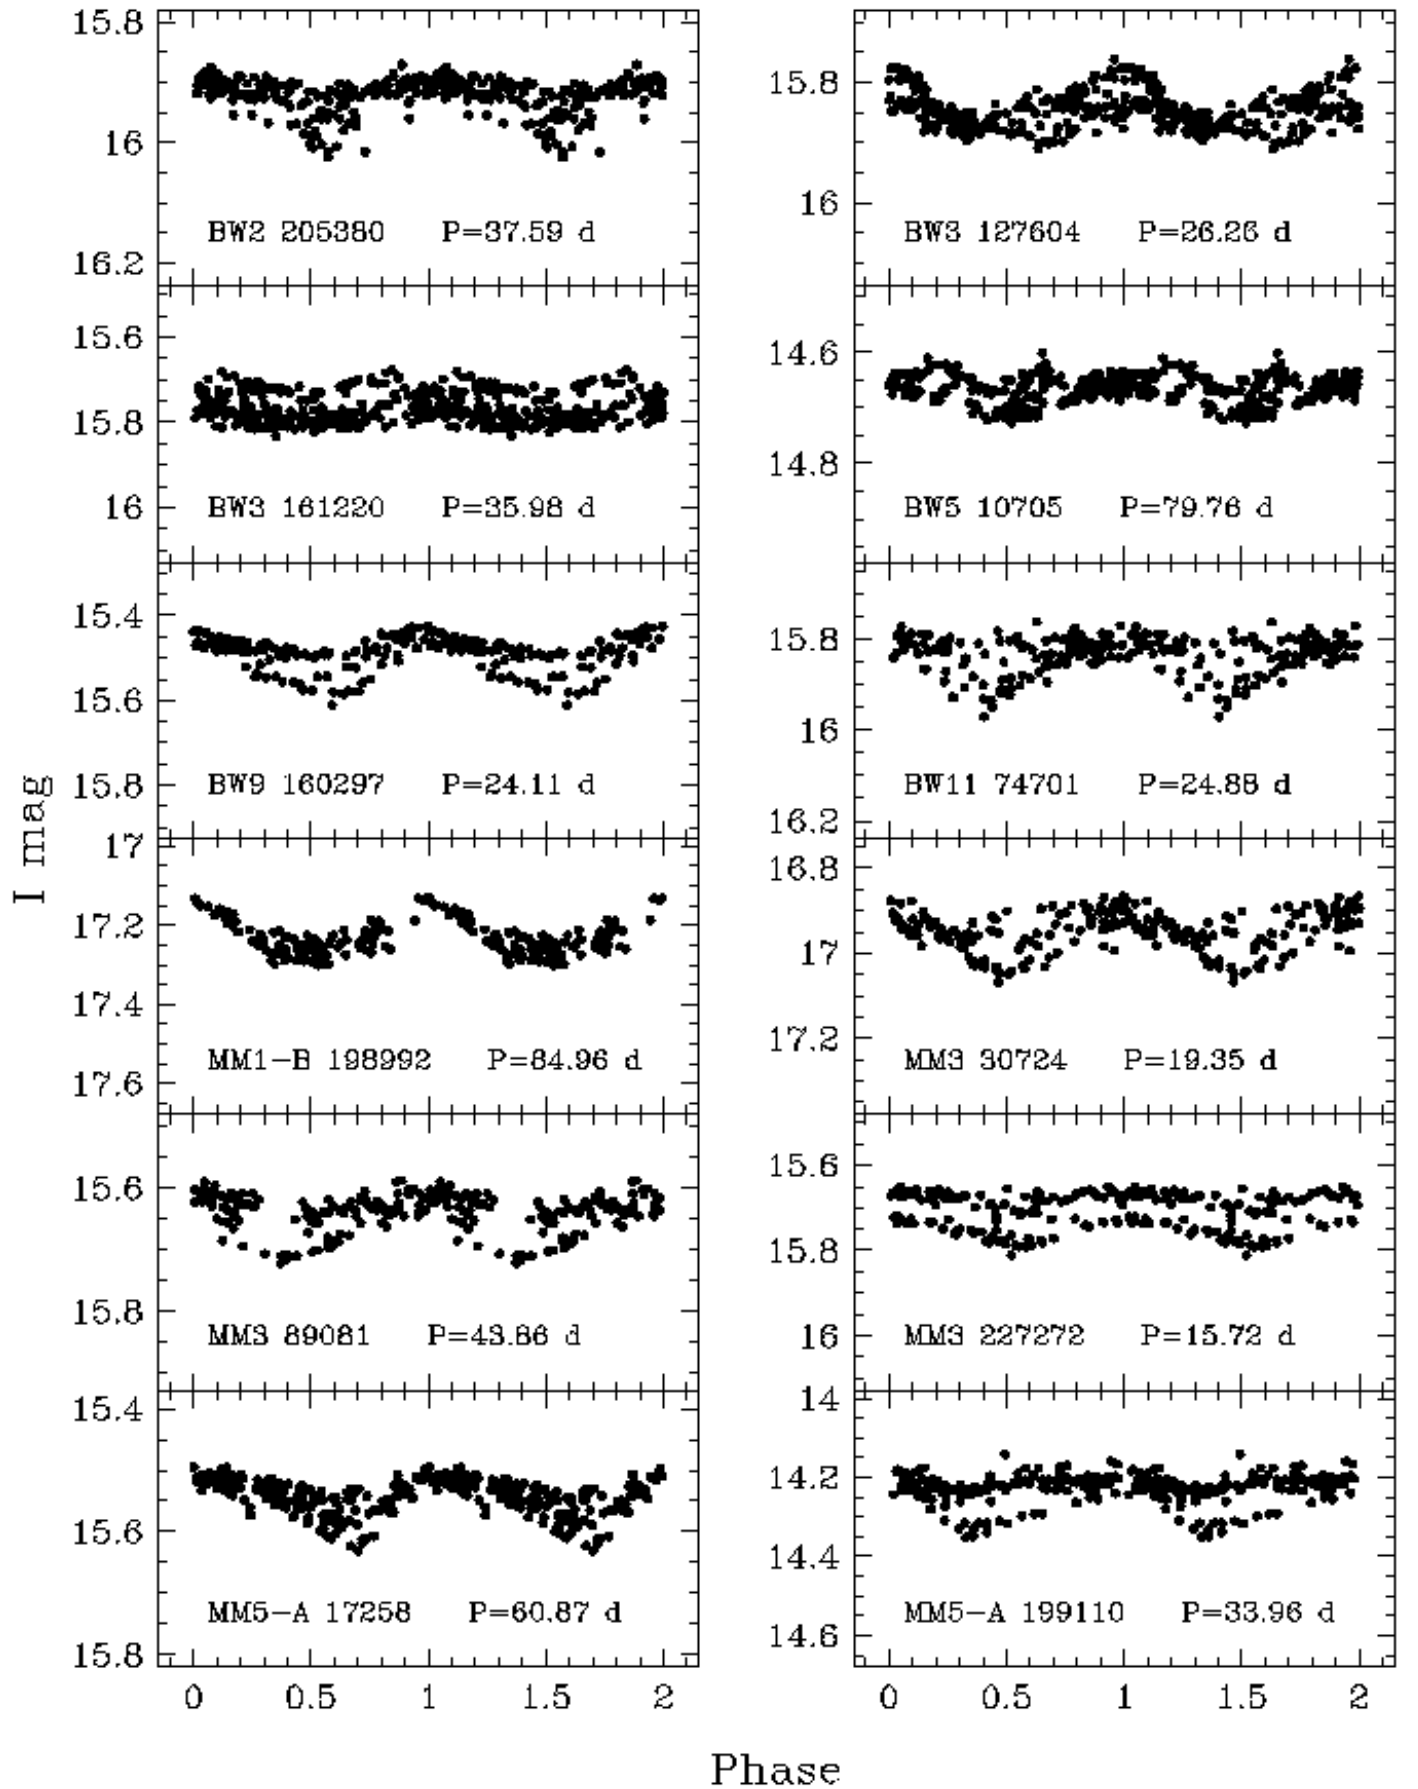 15.8
16
16.2
BW2 205380 P=37.59 d
15.8
16
BW3 127604 P=26.26 d
15.6
15.8
16
BW3 161220 P=35.98 d
14.6
14.8
BW5 10705 P=79.76 d
15.4
15.6
15.8
BW9 160297 P=24.11 d
15.8
16
16.2
BW11 74701 P=24.88 d
I mag
17
17.2
17.4
17.6
MM1-B 198992 P=84.96 d
16.8
17
17.2
MM3 30724 P=19.35 d
15.6
15.8
MM3 89081 P=43.86 d
15.6
15.8
16
MM3 227272 P=15.72 d
15.4
15.6
15.8
MM5-A 17258 P=60.87 d
14
14.2
14.4
14.6
MM5-A 199110 P=33.96 d
0 0.5 1 1.5 2
0 0.5 1 1.5 2
Phase